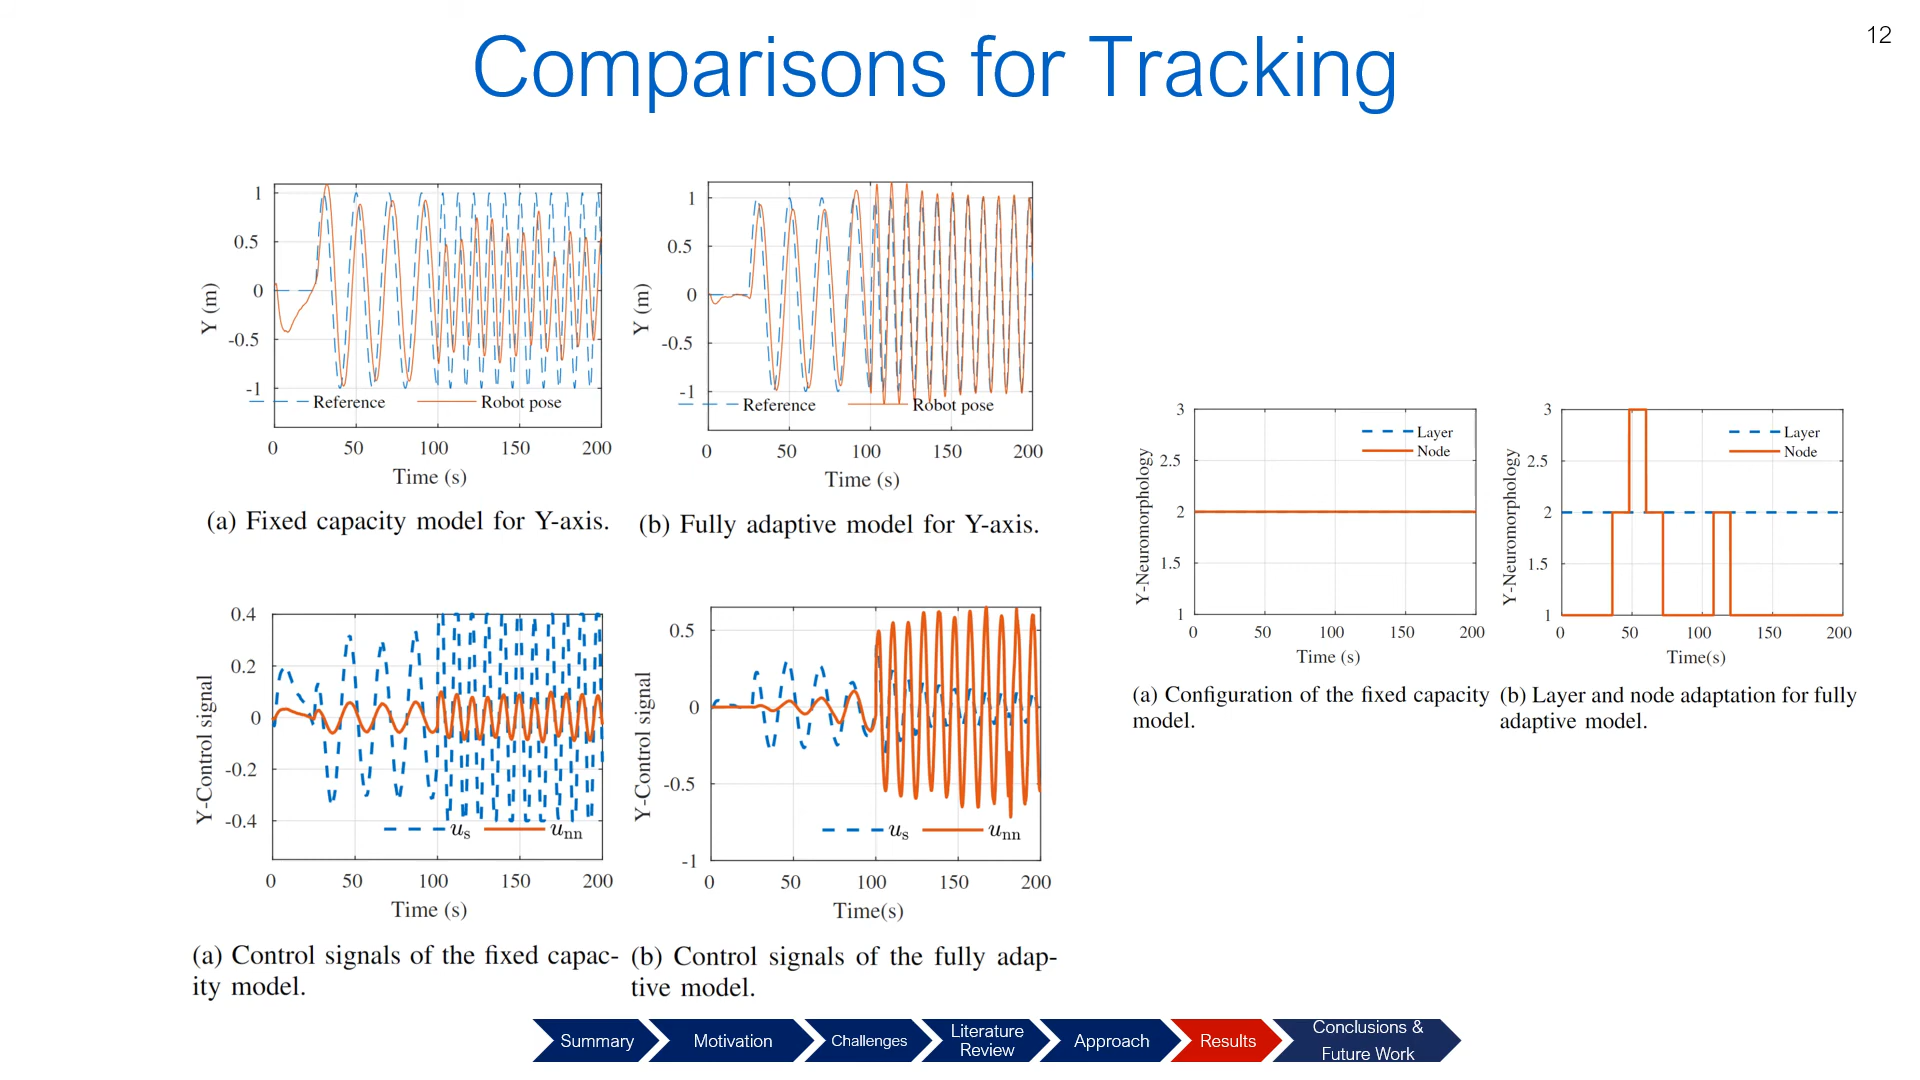 12
Comparisons for Tracking
1
0.5
0
-0.5
-1
Y (m)
Reference
Robot pose
0 50 100 150 200
Time (s)
(a) Fixed capacity model for Y-axis.
1
0.5
0
-0.5
-1
Y (m)
Reference
Robot pose
0 50 100 150 200
Time (s)
(b) Fully adaptive model for Y-axis.
0.4
0.2
0
-0.2
-0.4
Y-Control signal
us
unn
0 50 100 150 200
Time (s)
(a) Control signals of the fixed capac-
ity model.
0.5
0
-0.5
-1
Y-Control signal
us
unn
0 50 100 150 200
Time(s)
(b) Control signals of the fully adap-
tive model.
3
2.5
2
1.5
1
Y-Neuromorphology
Layer
Node
0 50 100 150 200
Time (s)
(a) Configuration of the fixed capacity
model.
3
2.5
2
1.5
1
Y-Neuromorphology
Layer
Node
0 50 100 150 200
Time(s)
(b) Layer and node adaptation for fully
adaptive model.
Summary
Motivation
Challenges
Literature
Review
Approach
Results
Conclusions &
Future Work